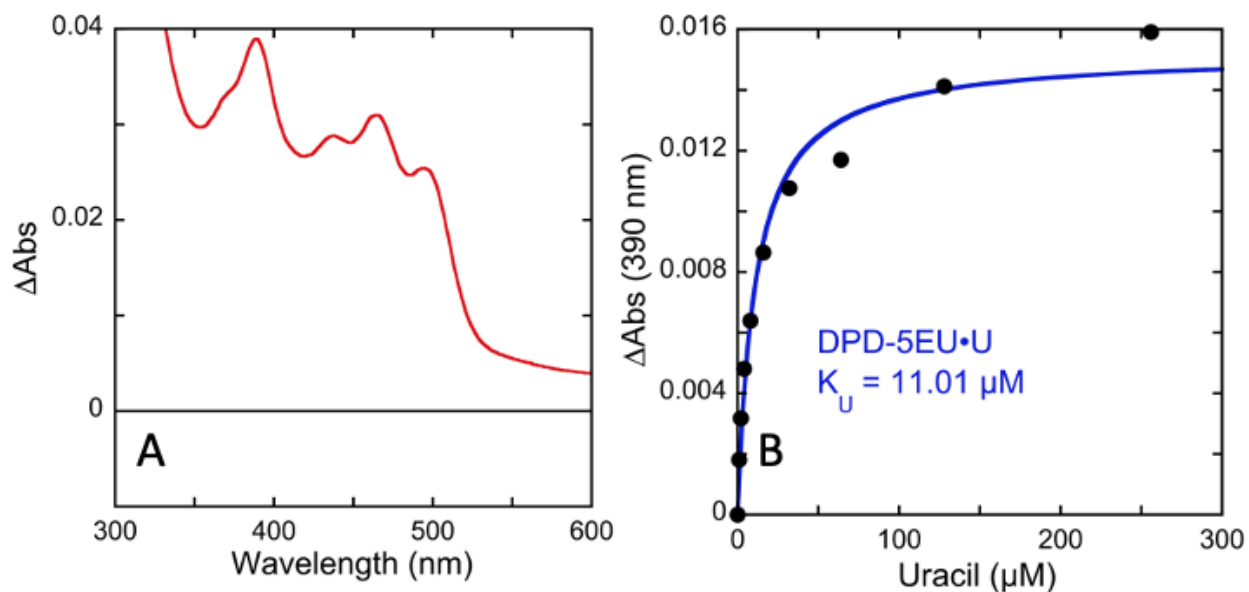 0.04
0.02
0
ΔAbs
A
300
400
500
600
Wavelength (nm)
0.016
0.012
0.008
0.004
0
ΔAbs (390 nm)
DPD-5EU•U
K_U = 11.01 µM
B
0
100
200
300
Uracil (µM)